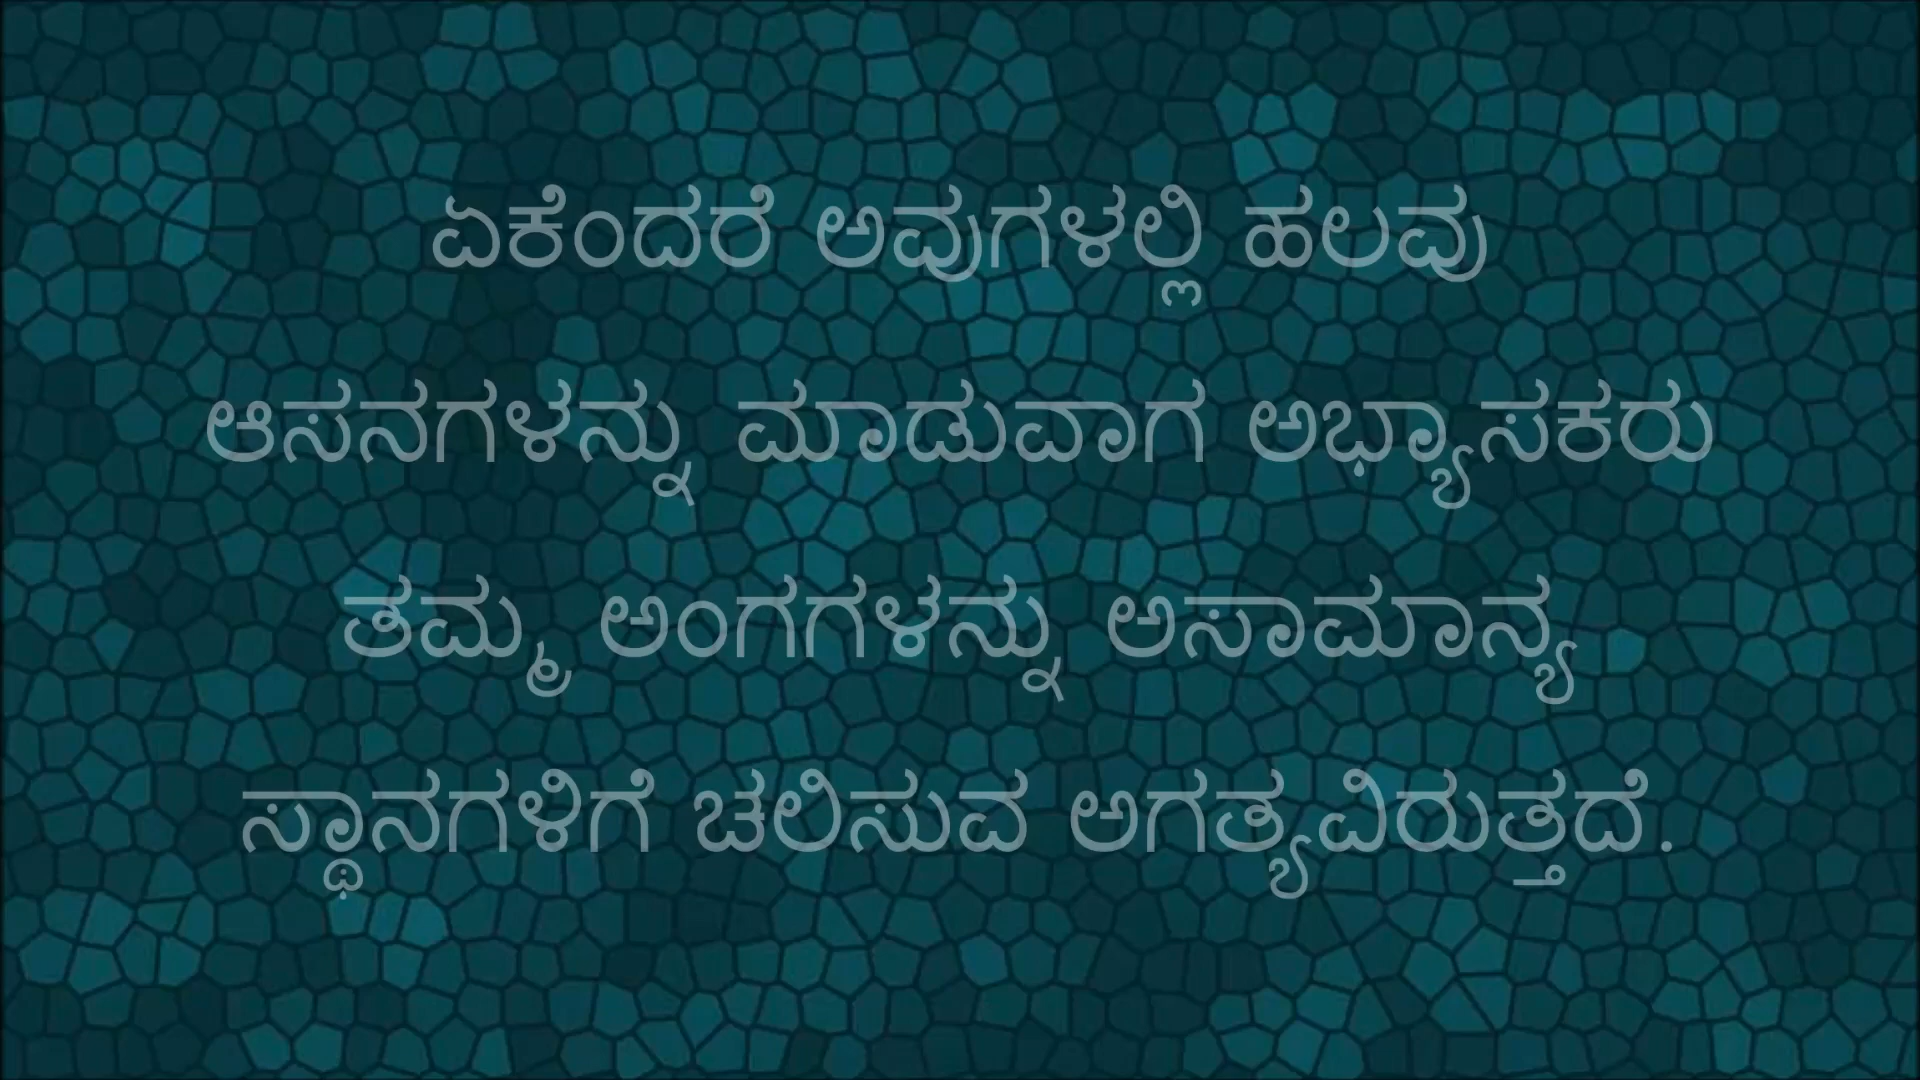 ಏಕೆಂದರೆ ಅವುಗಳಲ್ಲಿ ಹಲವು
ಆಸನಗಳನ್ನು ಮಾಡುವಾಗ ಅಭ್ಯಾಸಕರು
ತಮ್ಮ ಅಂಗಗಳನ್ನು ಅಸಾಮಾನ್ಯ
ಸ್ಥಾನಗಳಿಗೆ ಚಲಿಸುವ ಅಗತ್ಯವಿರುತ್ತದೆ.